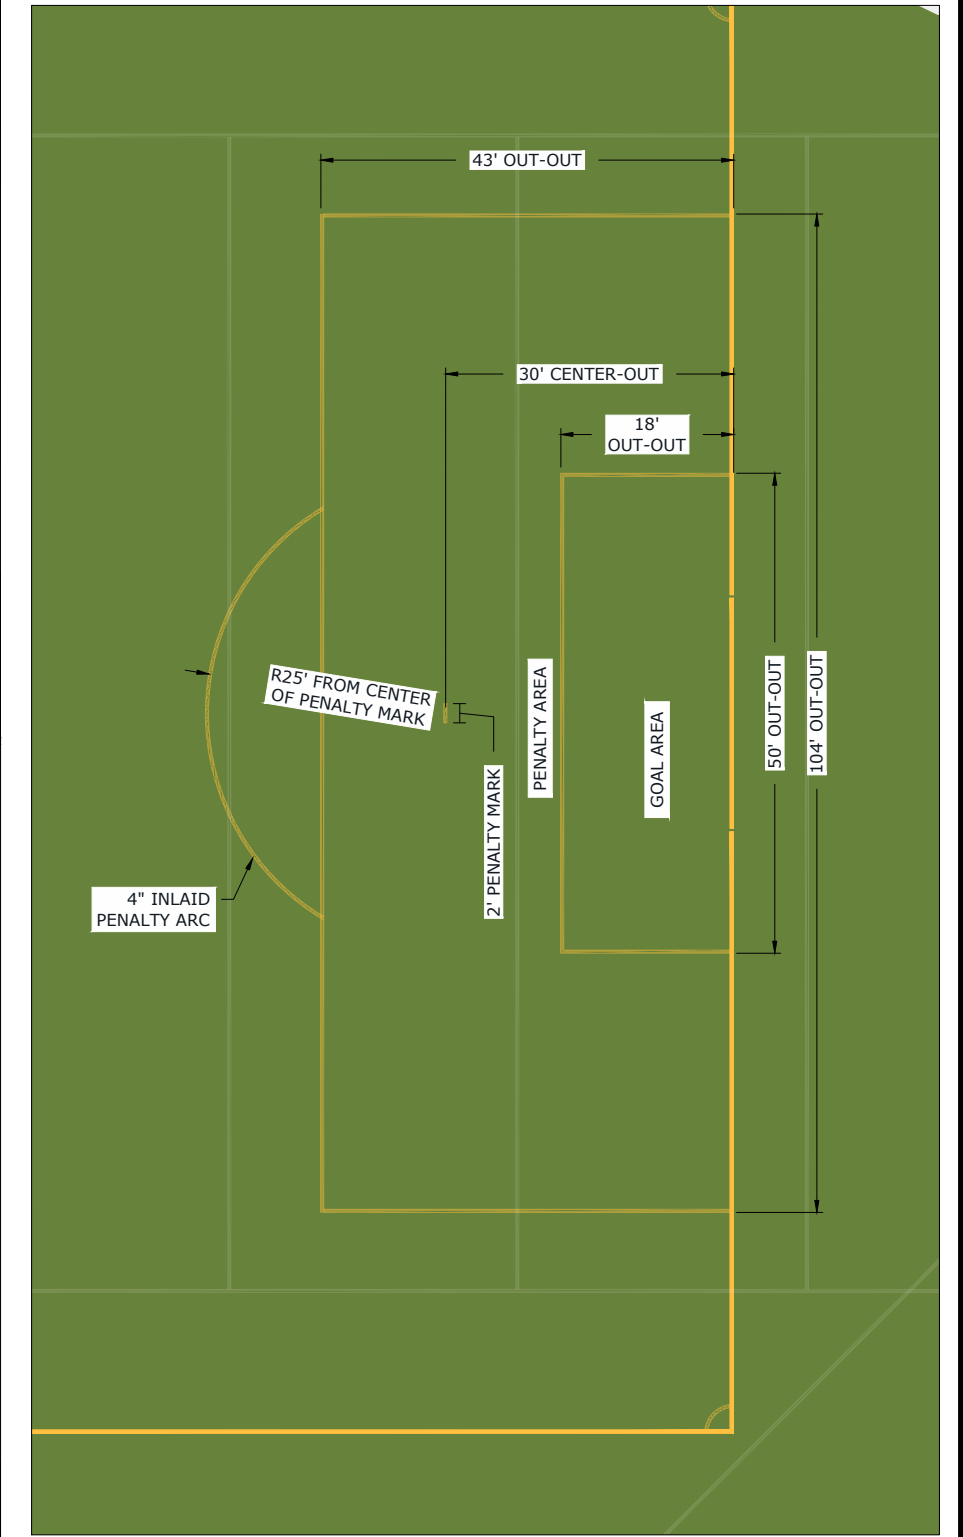 43' OUT-OUT
30' CENTER-OUT
18'
OUT-OUT
R25' FROM CENTER
OF PENALTY MARK
PENALTY AREA
GOAL AREA
50' OUT-OUT
104' OUT-OUT
2' PENALTY MARK
4" INLAID
PENALTY ARC